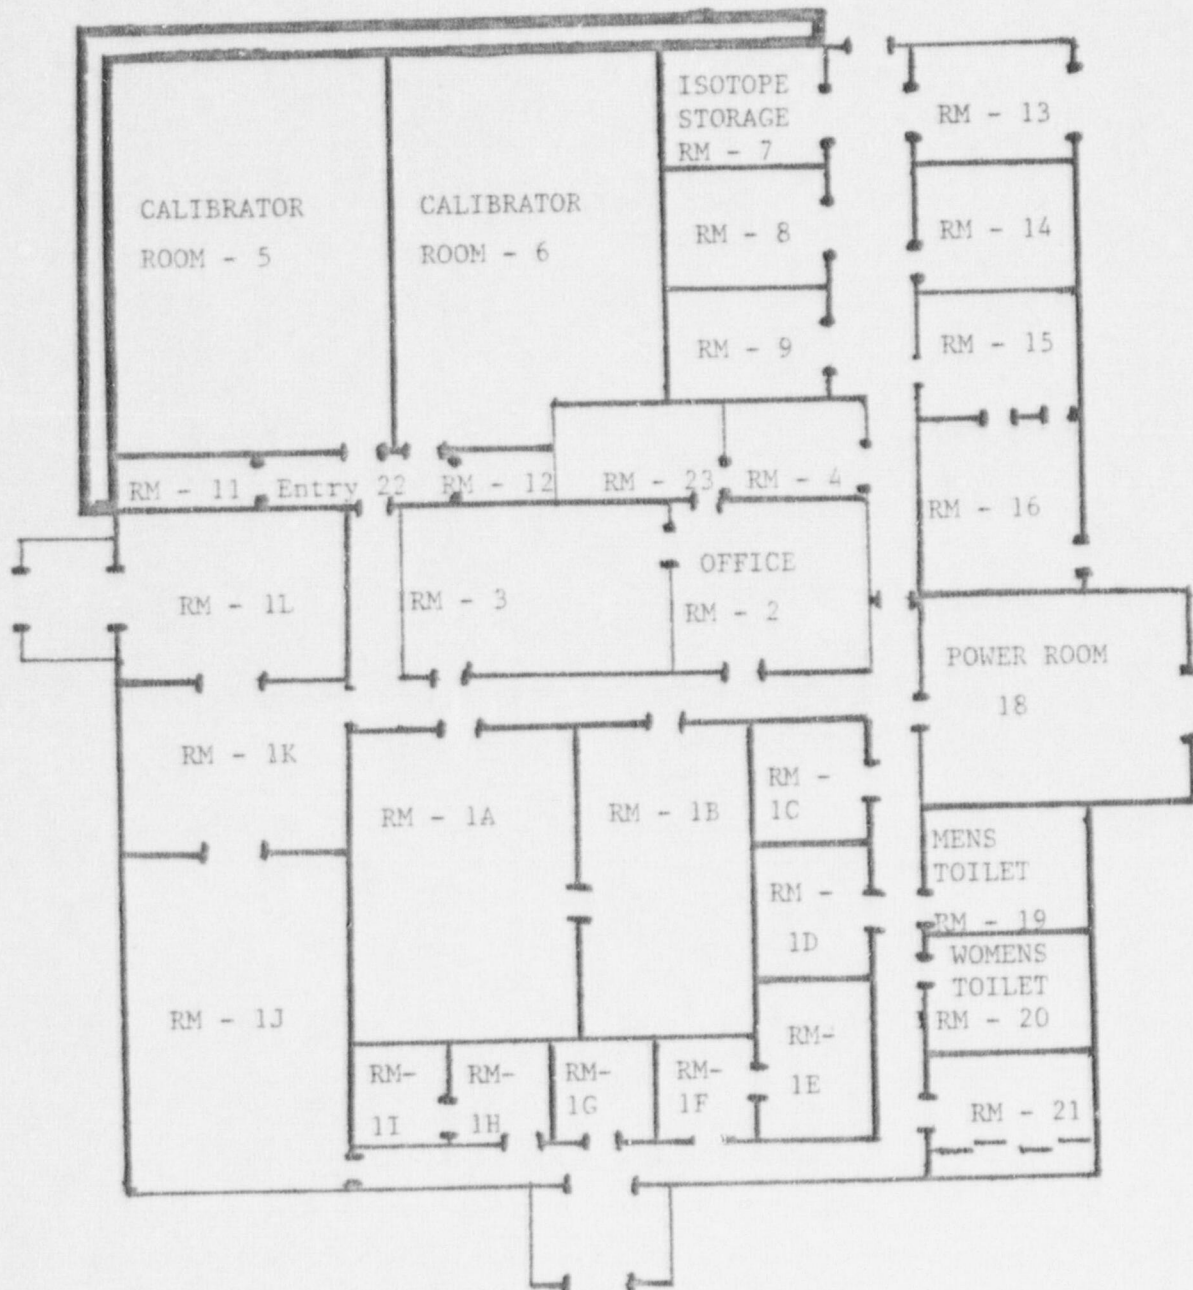 ISOTOPE
STORAGE
RM - 7
RM - 13
CALIBRATOR
ROOM - 5
CALIBRATOR
ROOM - 6
RM - 8
RM - 14
RM - 9
RM - 15
RM - 11
Entry 22
RM - 12
RM - 23
RM - 4
RM - 16
RM - 1L
RM - 3
OFFICE
RM - 2
POWER ROOM
18
RM - 1K
RM - 1A
RM - 1B
RM -
1C
MENS
TOILET
RM - 19
RM -
1D
WOMENS
TOILET
RM - 20
RM - 1J
RM-
1I
RM-
1H
RM-
1G
RM-
1F
RM-
1E
RM - 21